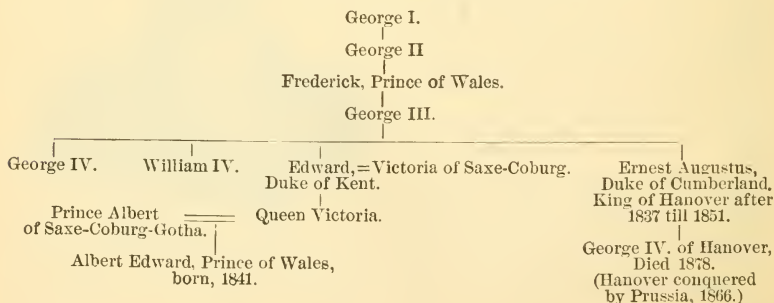 George I.
George II
Frederick, Prince of Wales.
George III.
George IV.
William IV.
Edward,=Victoria of Saxe-Coburg.
Duke of Kent.
Ernest Augustus,
Duke of Cumberland.
King of Hanover after
1837 till 1851.
Prince Albert
of Saxe-Coburg-Gotha.
Queen Victoria.
Albert Edward, Prince of Wales,
born, 1841.
George IV. of Hanover,
Died 1878.
(Hanover conquered
by Prussia, 1866.)